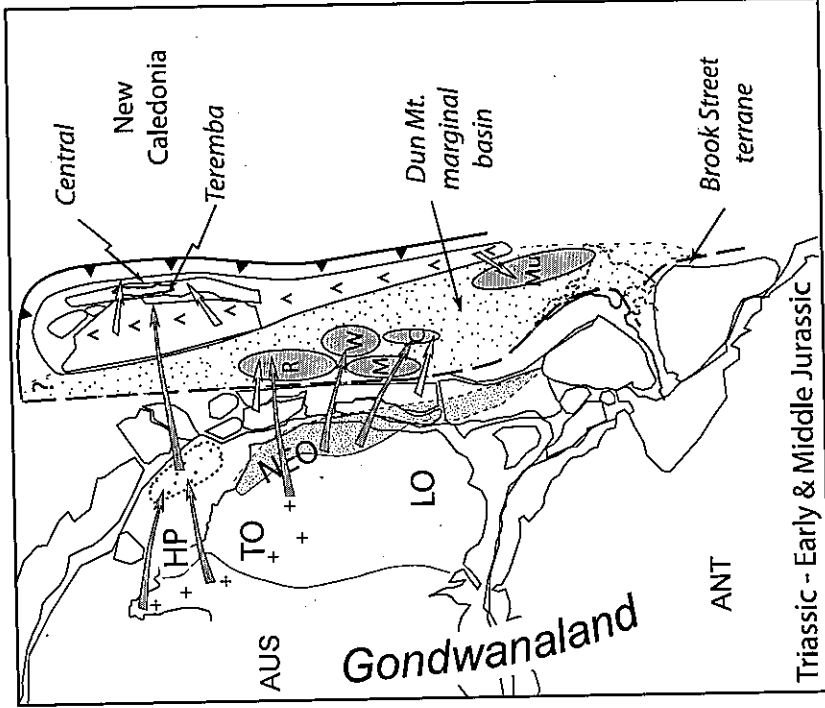 Central
New
Caledonia
Teremba
?
HP
R
W
NEO
TO
M
C
Dun Mt.
marginal
basin
LO
Mu
AUS
Brook Street
terrane
Gondwanaland
ANT
Triassic - Early & Middle Jurassic